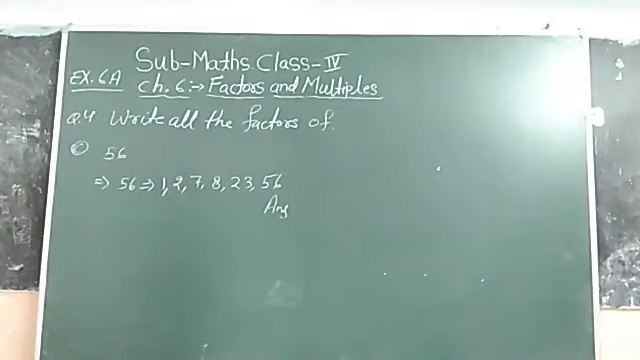 Sub-Maths. Class-IV
EX. 6A Ch. 6:-> Factors and Multiples
Q.4 Write all the factors of.
(c) 56
=> 56 => 1, 2, 7, 8, 23, 56
Ans